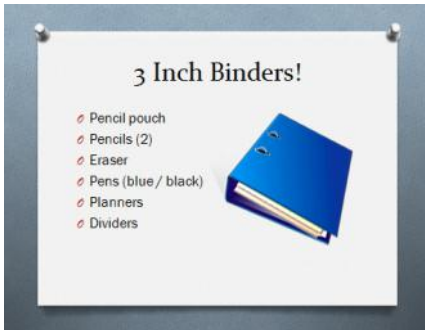 3 Inch Binders!
Pencil pouch
Pencils (2)
Eraser
Pens (blue / black)
Planners
Dividers